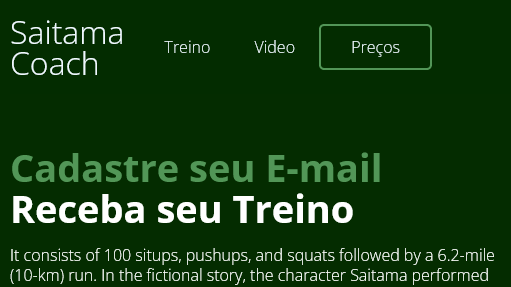 Saitama
Coach
Treino
Video
Preços
Cadastre seu E-mail
Receba seu Treino
It consists of 100 situps, pushups, and squats followed by a 6.2-mile
(10-km) run. In the fictional story, the character Saitama performed